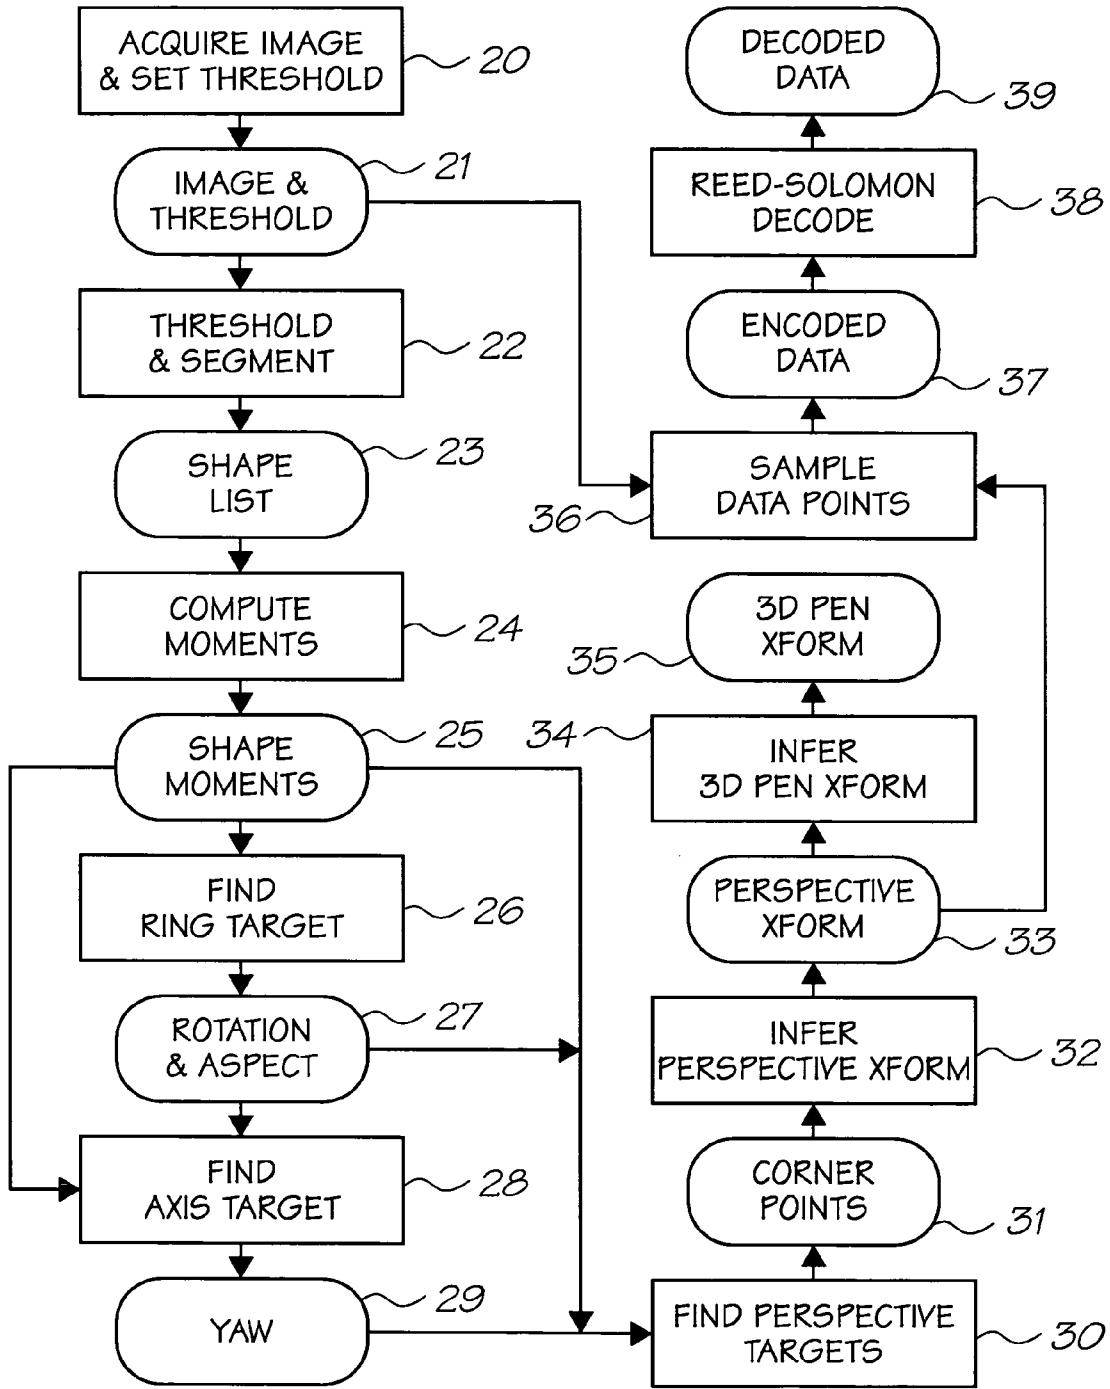 ACQUIRE IMAGE
& SET THRESHOLD
20
IMAGE &
THRESHOLD
21
THRESHOLD
& SEGMENT
22
SHAPE
LIST
23
COMPUTE
MOMENTS
24
SHAPE
MOMENTS
25
FIND
RING TARGET
26
ROTATION
& ASPECT
27
FIND
AXIS TARGET
28
YAW
29
DECODED
DATA
39
REED-SOLOMON
DECODE
38
ENCODED
DATA
37
SAMPLE
DATA POINTS
36
3D PEN
XFORM
35
INFER
3D PEN XFORM
34
PERSPECTIVE
XFORM
33
INFER
PERSPECTIVE XFORM
32
CORNER
POINTS
31
FIND PERSPECTIVE
TARGETS
30